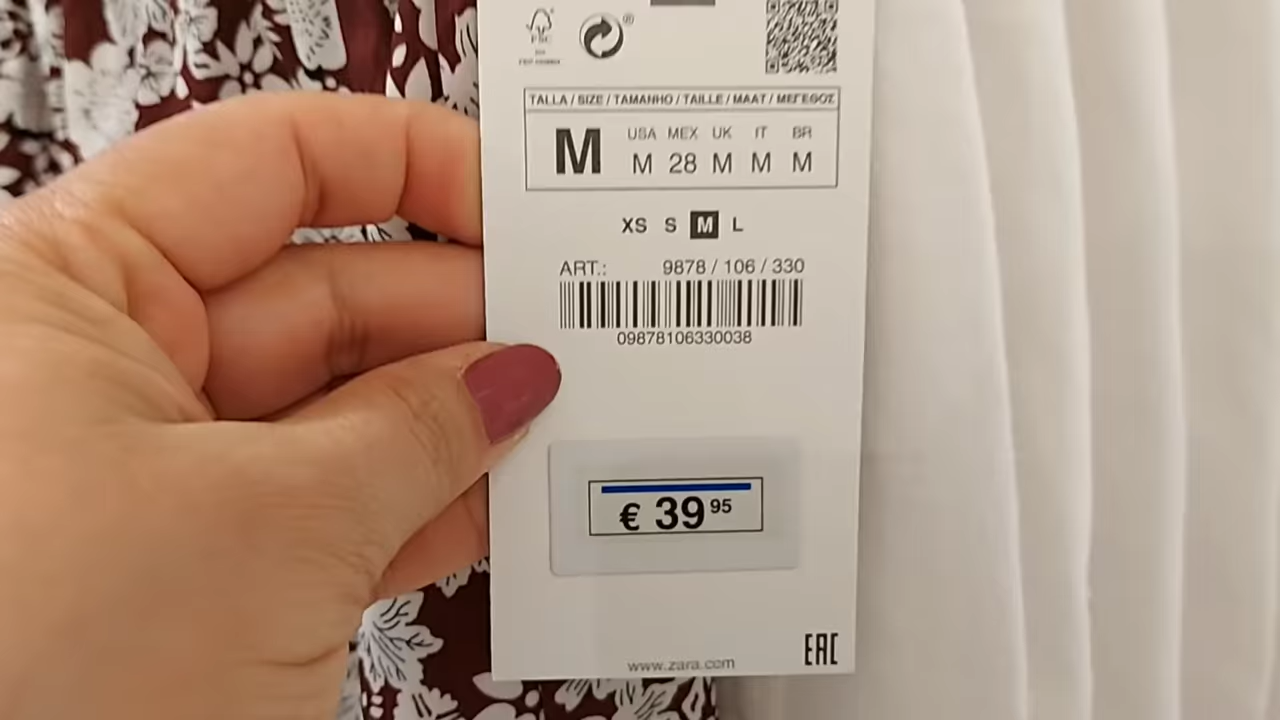 FSC
®
TALLA / SIZE / TAMANHO / TAILLE / MAAT / ΜΕΓΕΘΟΣ
M
USA MEX UK IT BR
M 28 M M M
XS S M L
ART.: 9878 / 106 / 330
09878106330038
€ 39 95
www.zara.com
EAC